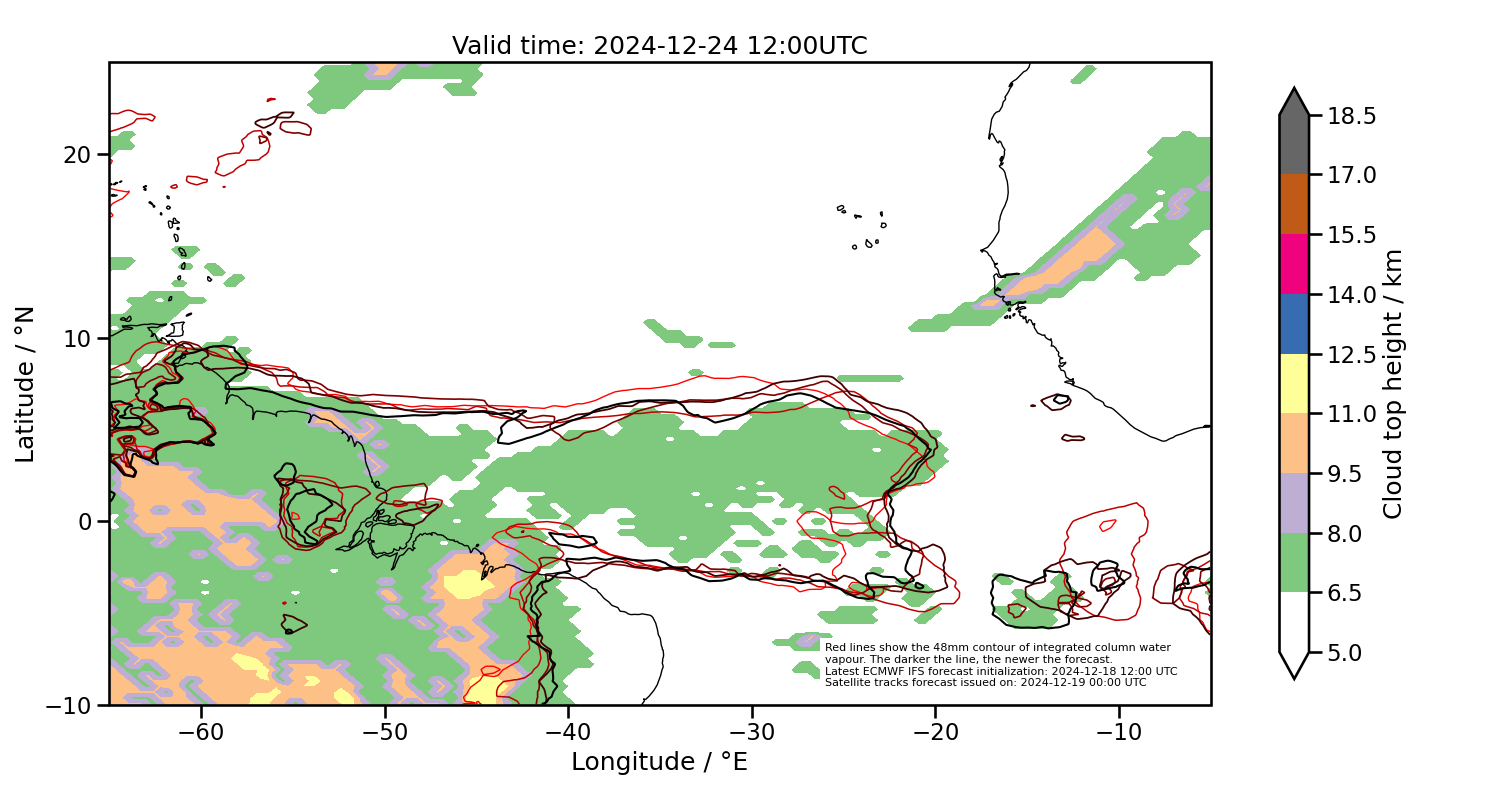 Valid time: 2024-12-24 12:00UTC
20
10
0
−10
Latitude / °N
−60
−50
−40
−30
−20
−10
Longitude / °E
18.5
17.0
15.5
14.0
12.5
11.0
9.5
8.0
6.5
5.0
Cloud top height / km
Red lines show the 48mm contour of integrated column water
vapour. The darker the line, the newer the forecast.
Latest ECMWF IFS forecast initialization: 2024-12-18 12:00 UTC
Satellite tracks forecast issued on: 2024-12-19 00:00 UTC